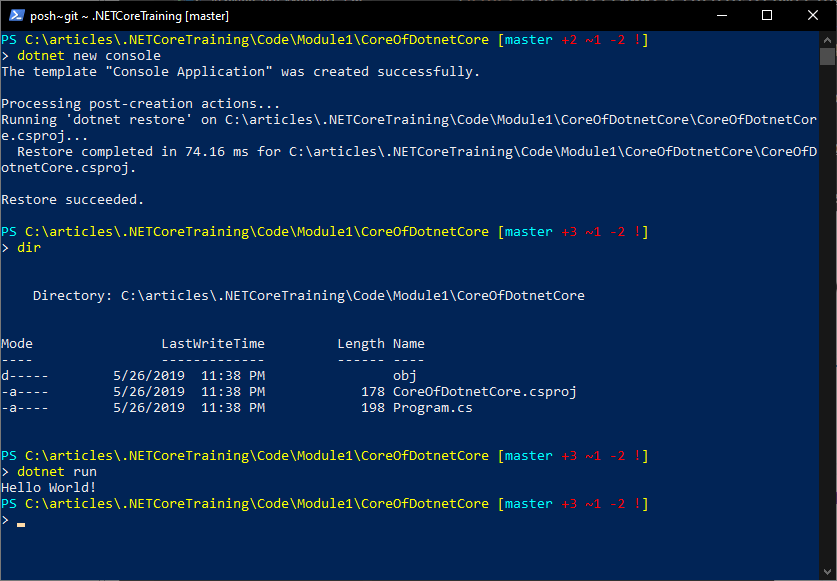 posh~git ~ .NETCoreTraining [master]
PS C:\articles\.NETCoreTraining\Code\Module1\CoreOfDotnetCore [master +2 ~1 -2 !]
> dotnet new console
The template "Console Application" was created successfully.
Processing post-creation actions...
Running 'dotnet restore' on C:\articles\.NETCoreTraining\Code\Module1\CoreOfDotnetCore\CoreOfDotnetCor
e.csproj...
  Restore completed in 74.16 ms for C:\articles\.NETCoreTraining\Code\Module1\CoreOfDotnetCore\CoreOfD
otnetCore.csproj.
Restore succeeded.
PS C:\articles\.NETCoreTraining\Code\Module1\CoreOfDotnetCore [master +3 ~1 -2 !]
> dir
    Directory: C:\articles\.NETCoreTraining\Code\Module1\CoreOfDotnetCore
Mode                LastWriteTime         Length Name
----                -------------         ------ ----
d-----        5/26/2019  11:38 PM                obj
-a----        5/26/2019  11:38 PM            178 CoreOfDotnetCore.csproj
-a----        5/26/2019  11:38 PM            198 Program.cs
PS C:\articles\.NETCoreTraining\Code\Module1\CoreOfDotnetCore [master +3 ~1 -2 !]
> dotnet run
Hello World!
PS C:\articles\.NETCoreTraining\Code\Module1\CoreOfDotnetCore [master +3 ~1 -2 !]
>